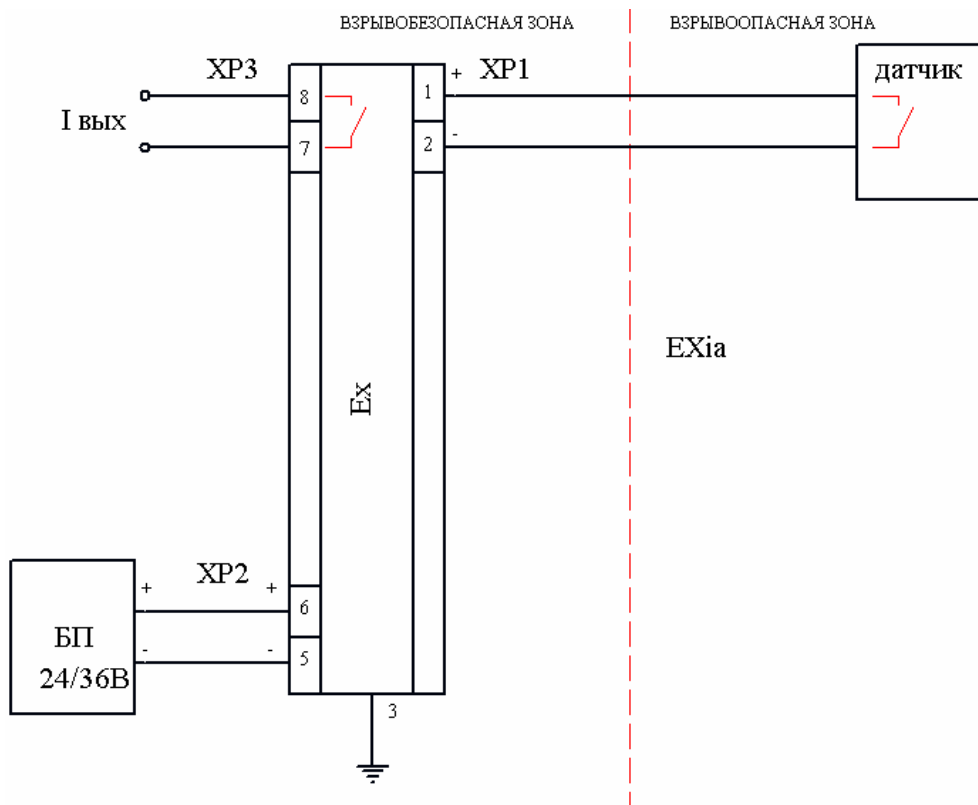 ВЗРЫВОБЕЗОПАСНАЯ ЗОНА
ВЗРЫВООПАСНАЯ ЗОНА
XP3
+ XP1
датчик
8
1
I вых
-
7
2
EXia
Ex
+ XP2 +
6
БП
24/36В
- -
5
3